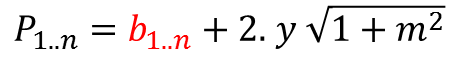 P₁..ₙ = b₁..ₙ + 2. y √(1 + m²)